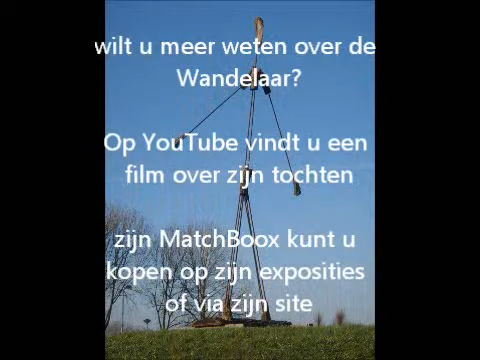 wilt u meer weten over de
Wandelaar?
Op YouTube vindt u een
film over zijn tochten
zijn MatchBoox kunt u
kopen op zijn exposities
of via zijn site